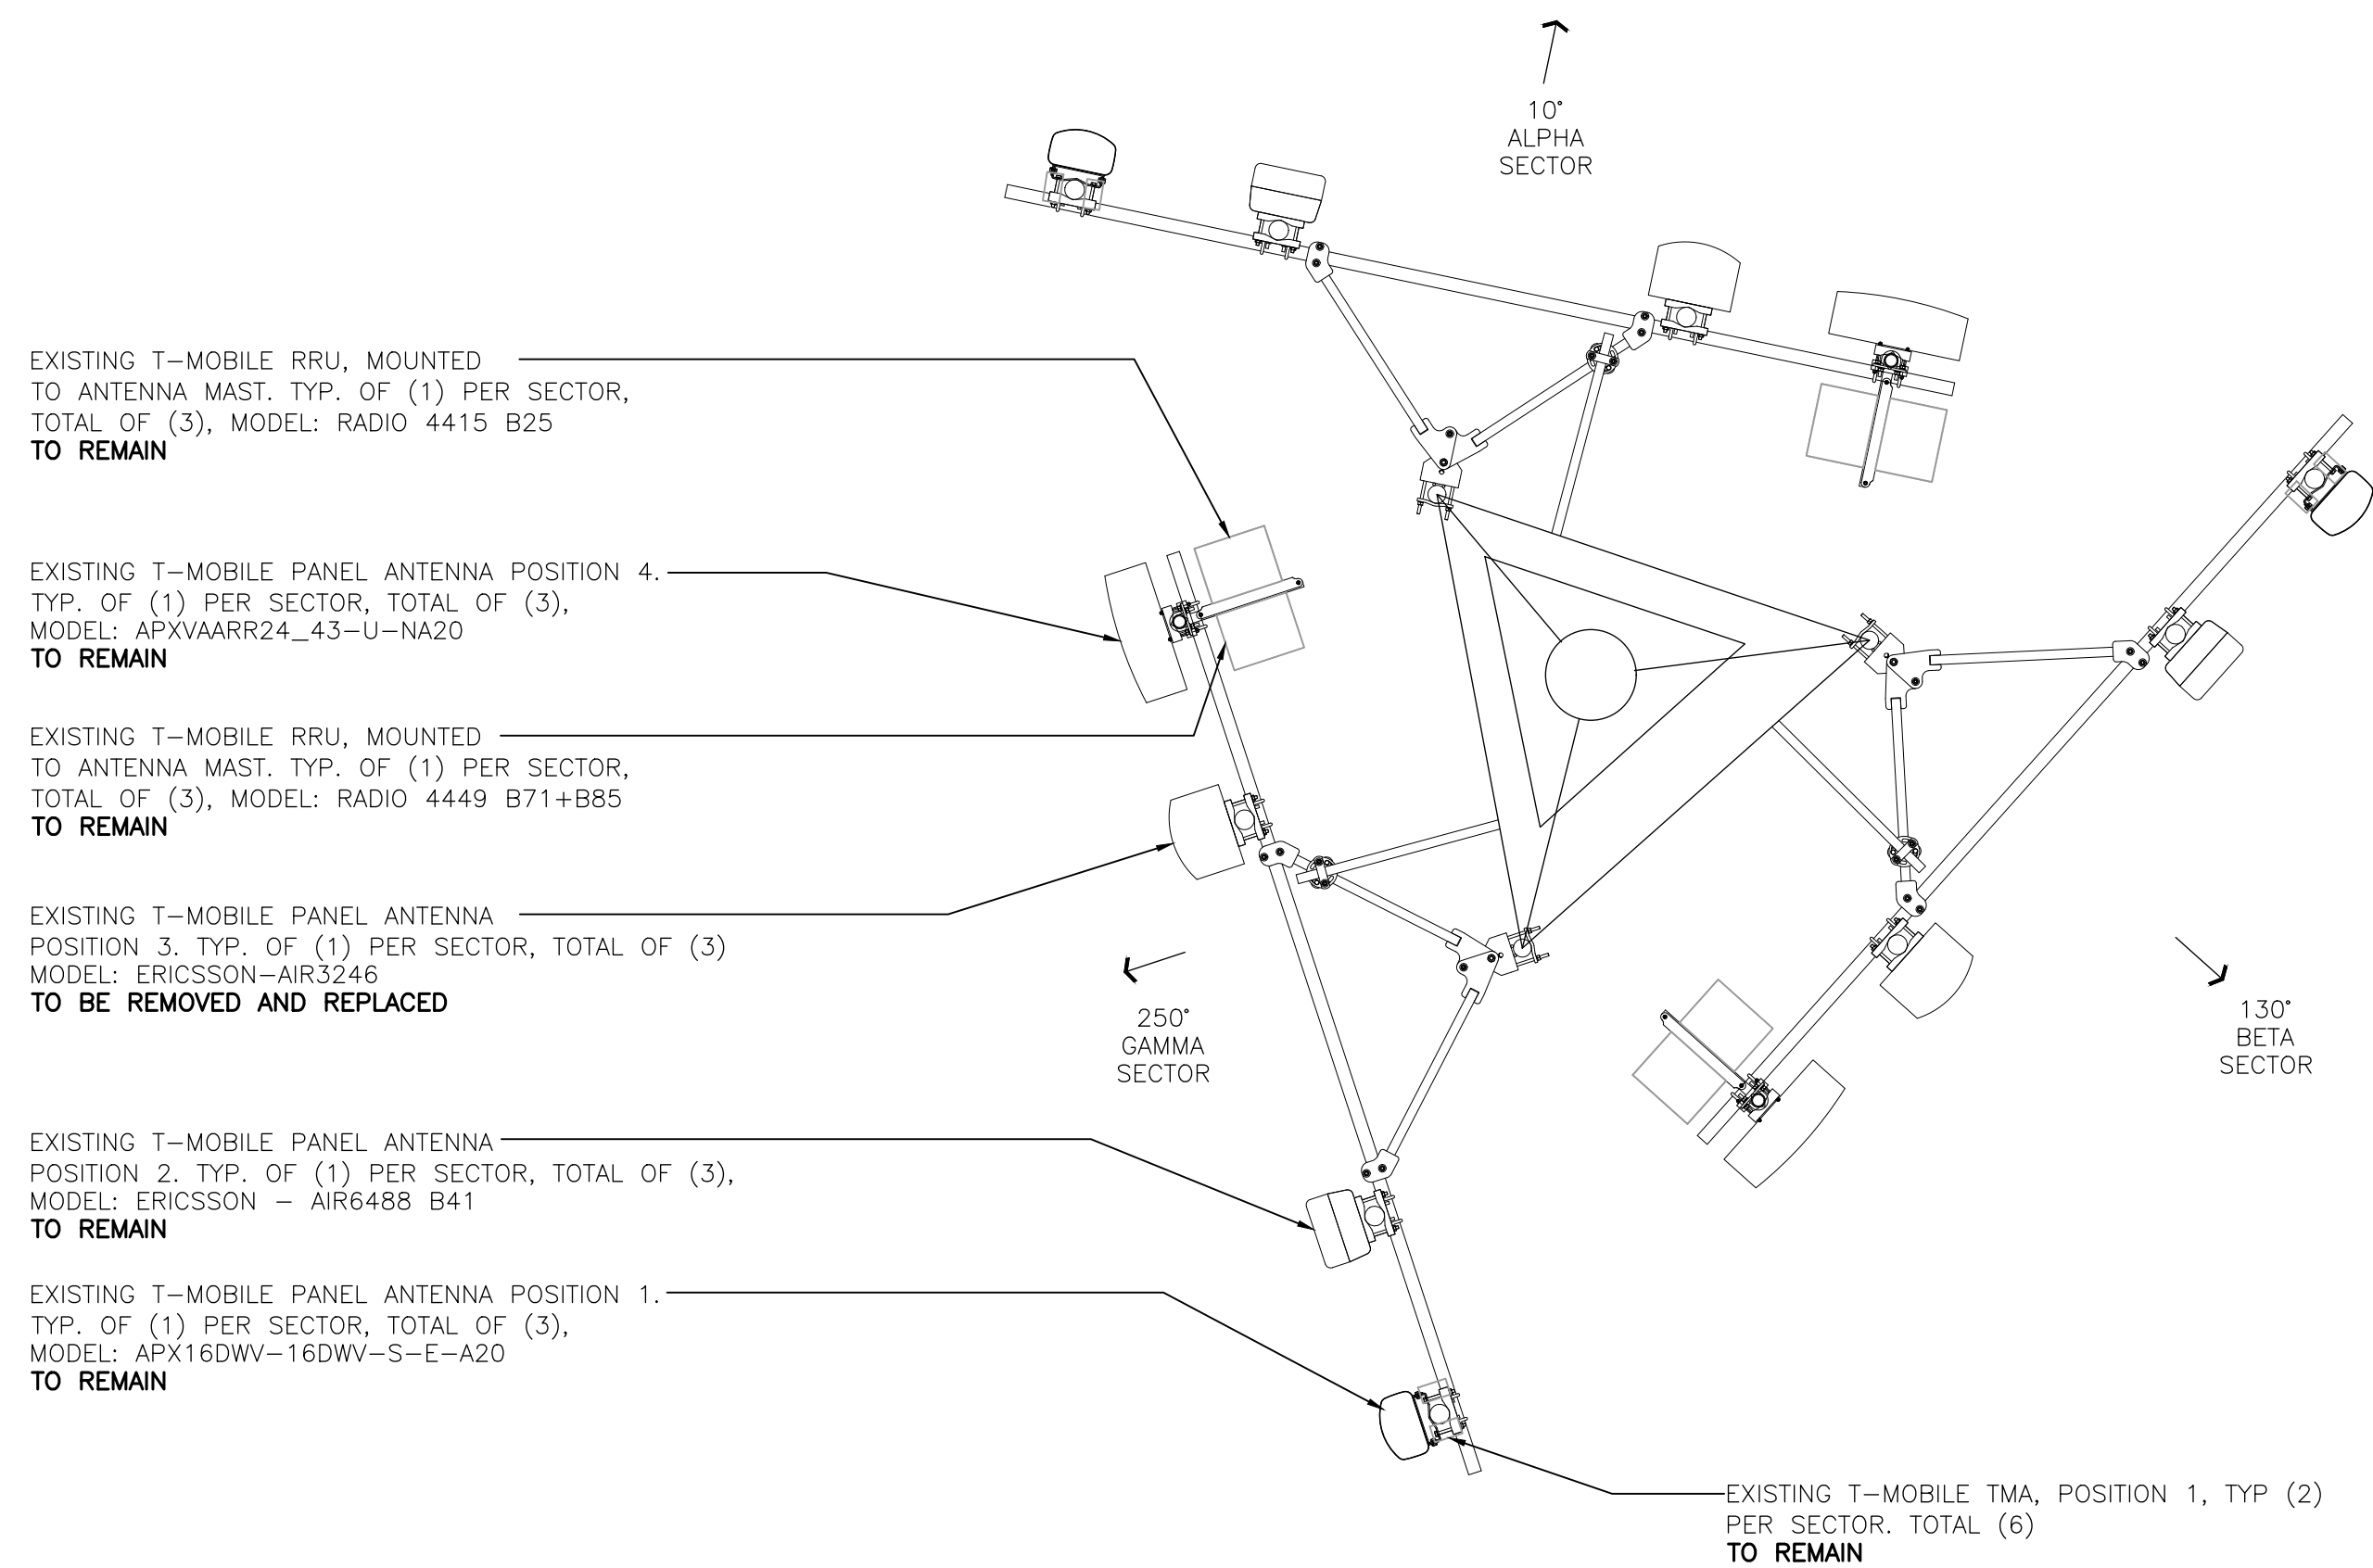 10°
ALPHA
SECTOR
EXISTING T-MOBILE RRU, MOUNTED
TO ANTENNA MAST. TYP. OF (1) PER SECTOR,
TOTAL OF (3), MODEL: RADIO 4415 B25
TO REMAIN
EXISTING T-MOBILE PANEL ANTENNA POSITION 4.
TYP. OF (1) PER SECTOR, TOTAL OF (3),
MODEL: APXVAARR24_43-U-NA20
TO REMAIN
EXISTING T-MOBILE RRU, MOUNTED
TO ANTENNA MAST. TYP. OF (1) PER SECTOR,
TOTAL OF (3), MODEL: RADIO 4449 B71+B85
TO REMAIN
EXISTING T-MOBILE PANEL ANTENNA
POSITION 3. TYP. OF (1) PER SECTOR, TOTAL OF (3)
MODEL: ERICSSON-AIR3246
TO BE REMOVED AND REPLACED
250°
GAMMA
SECTOR
130°
BETA
SECTOR
EXISTING T-MOBILE PANEL ANTENNA
POSITION 2. TYP. OF (1) PER SECTOR, TOTAL OF (3),
MODEL: ERICSSON - AIR6488 B41
TO REMAIN
EXISTING T-MOBILE PANEL ANTENNA POSITION 1.
TYP. OF (1) PER SECTOR, TOTAL OF (3),
MODEL: APX16DWV-16DWV-S-E-A20
TO REMAIN
EXISTING T-MOBILE TMA, POSITION 1, TYP (2)
PER SECTOR. TOTAL (6)
TO REMAIN